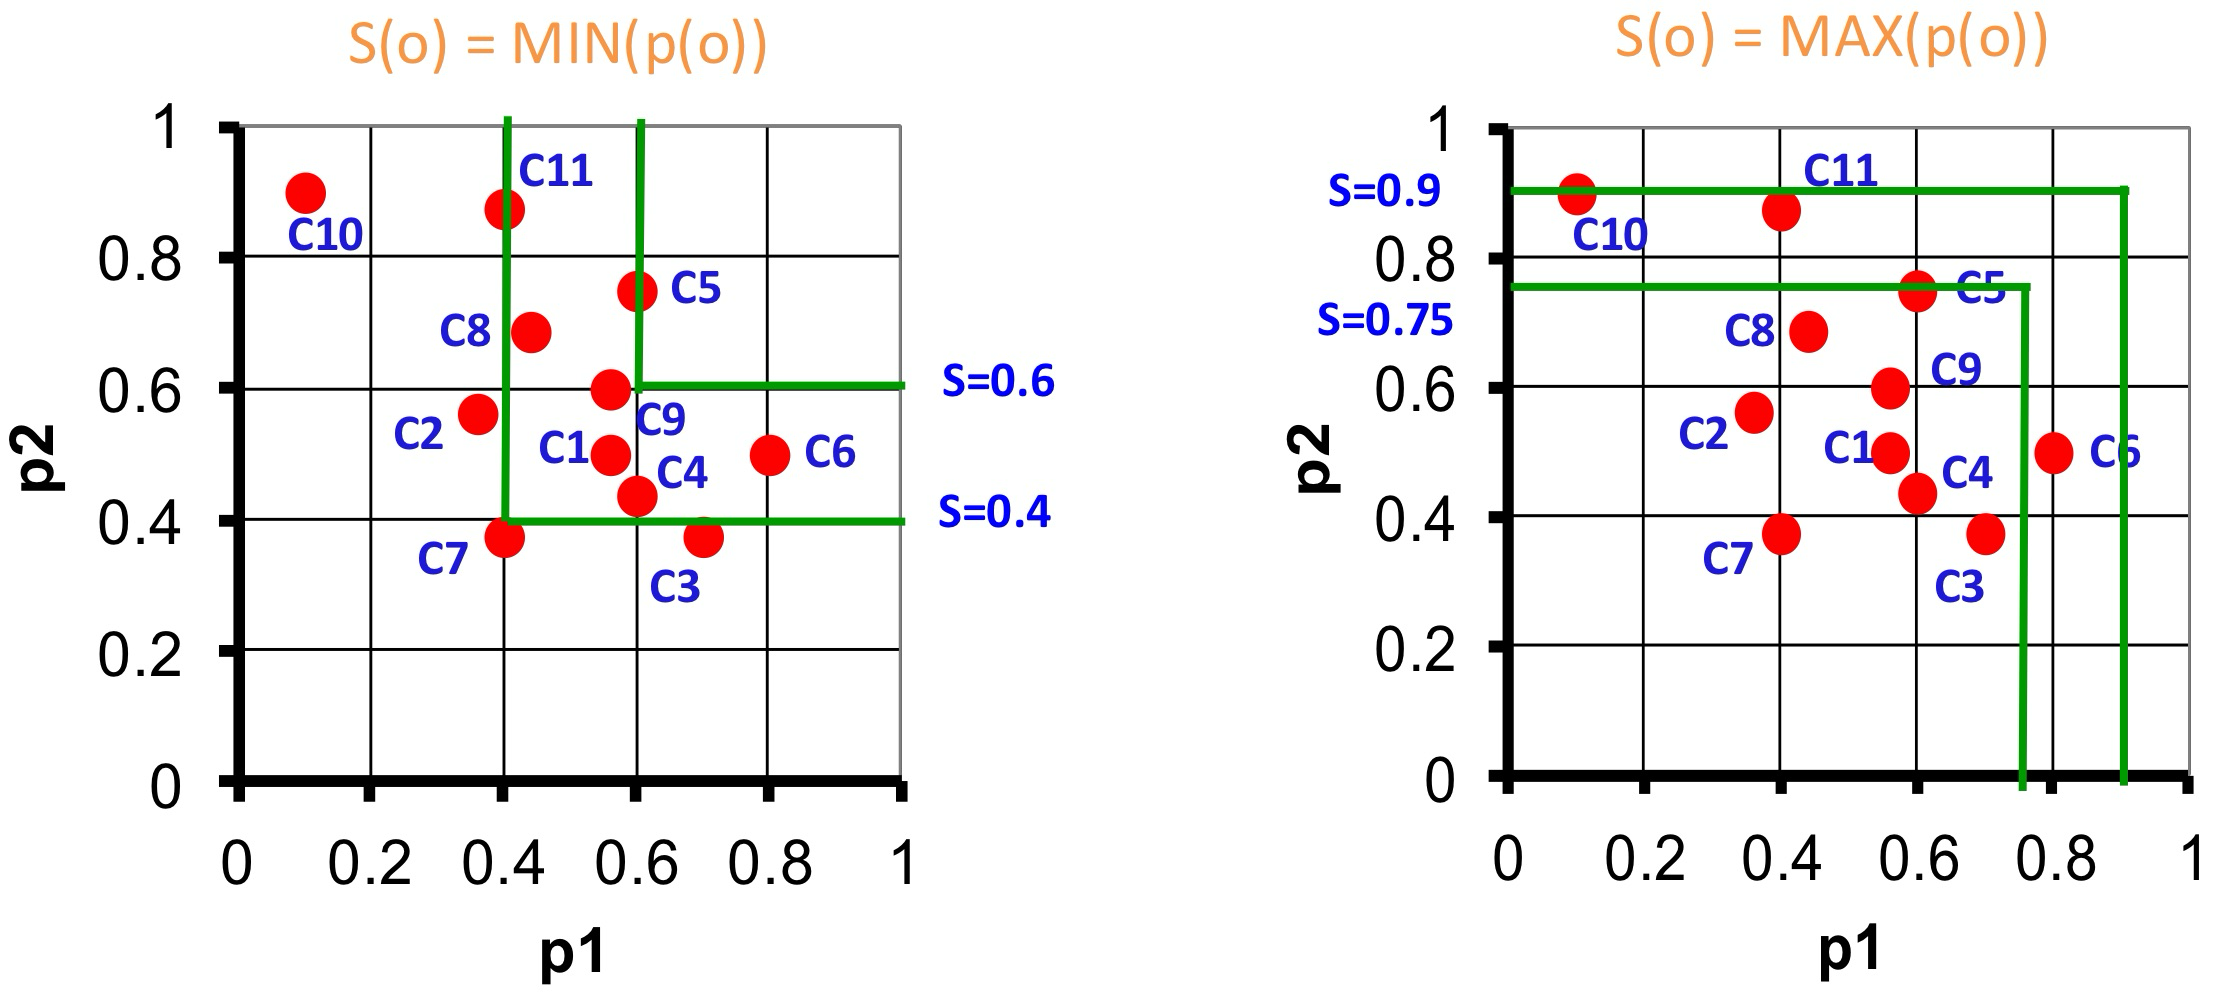 S(o) = MIN(p(o))
1
0.8
0.6
0.4
0.2
0
p2
C10
C11
C5
C8
C2
C9
C1
C4
C6
C7
C3
S=0.6
S=0.4
0 0.2 0.4 0.6 0.8 1
p1
S(o) = MAX(p(o))
1
0.8
0.6
0.4
0.2
0
p2
S=0.9
S=0.75
C11
C10
C5
C8
C9
C2
C1
C4
C6
C7
C3
0 0.2 0.4 0.6 0.8 1
p1